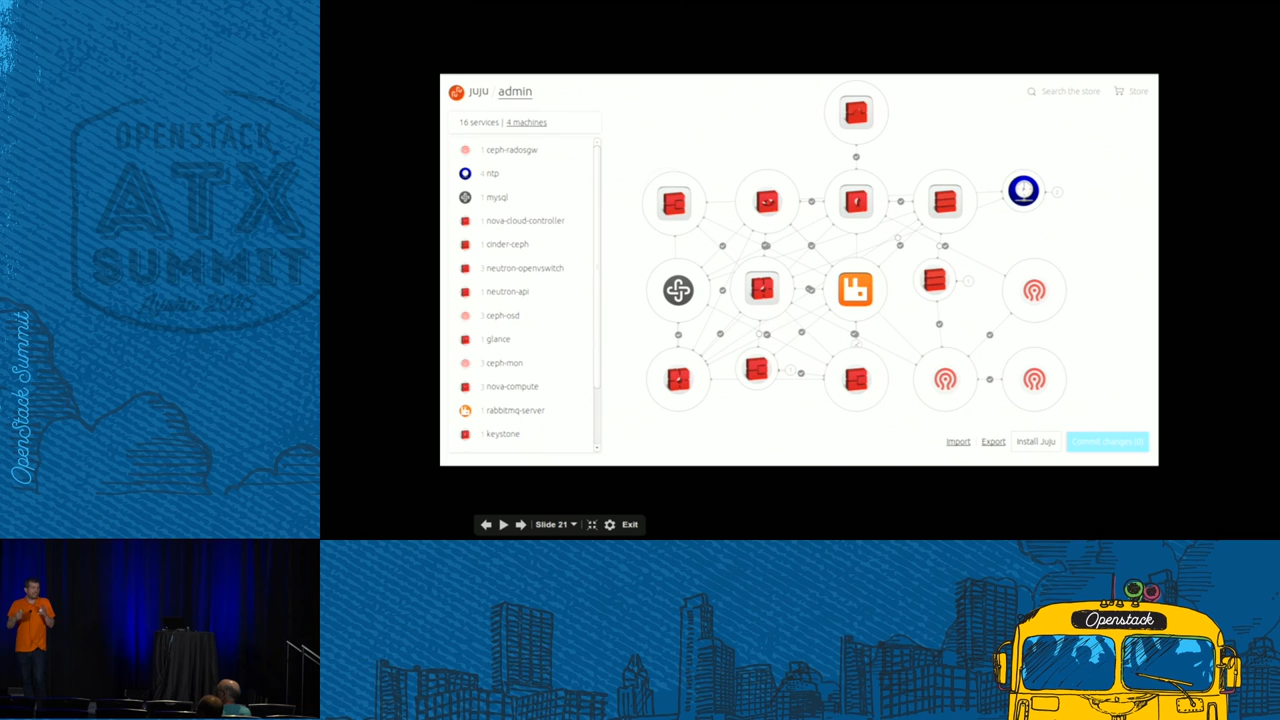 OPENSTACK
ATX
SUMMIT
OpenStack Summit
juju / admin
Search the store
Store
16 services | 4 machines
1 ceph-radosgw
4 ntp
1 mysql
1 nova-cloud-controller
1 cinder-ceph
3 neutron-openvswitch
1 neutron-api
3 ceph-osd
1 glance
3 ceph-mon
3 nova-compute
1 rabbitmq-server
1 keystone
Import
Export
Install Juju
Commit changes (0)
Slide 21
Exit
Openstack